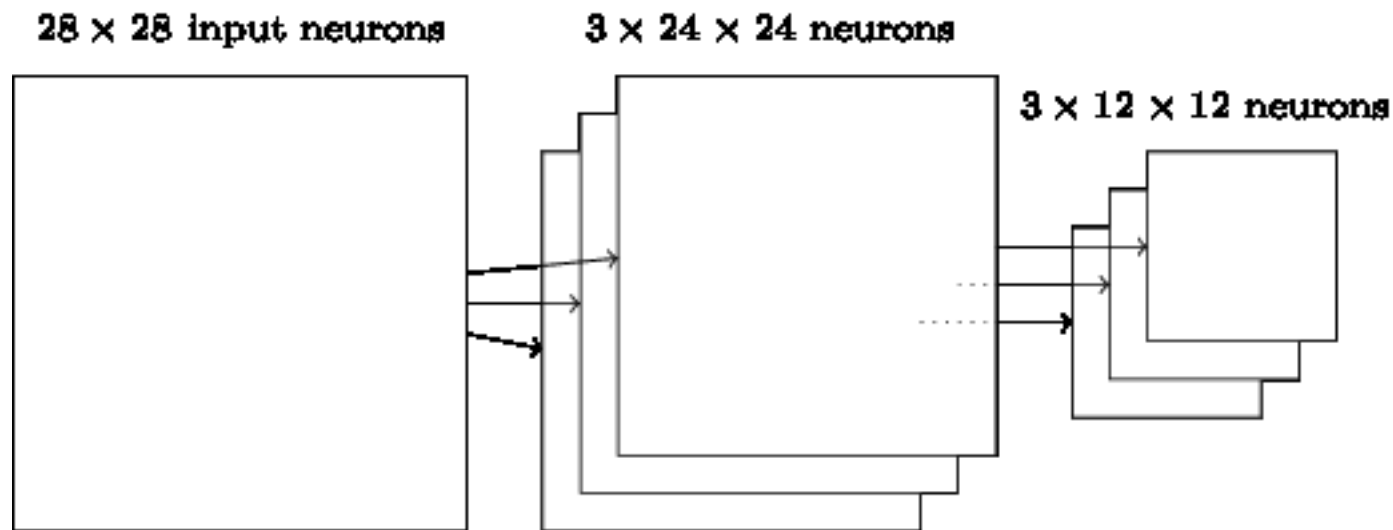 28 × 28 input neurons
3 × 24 × 24 neurons
3 × 12 × 12 neurons